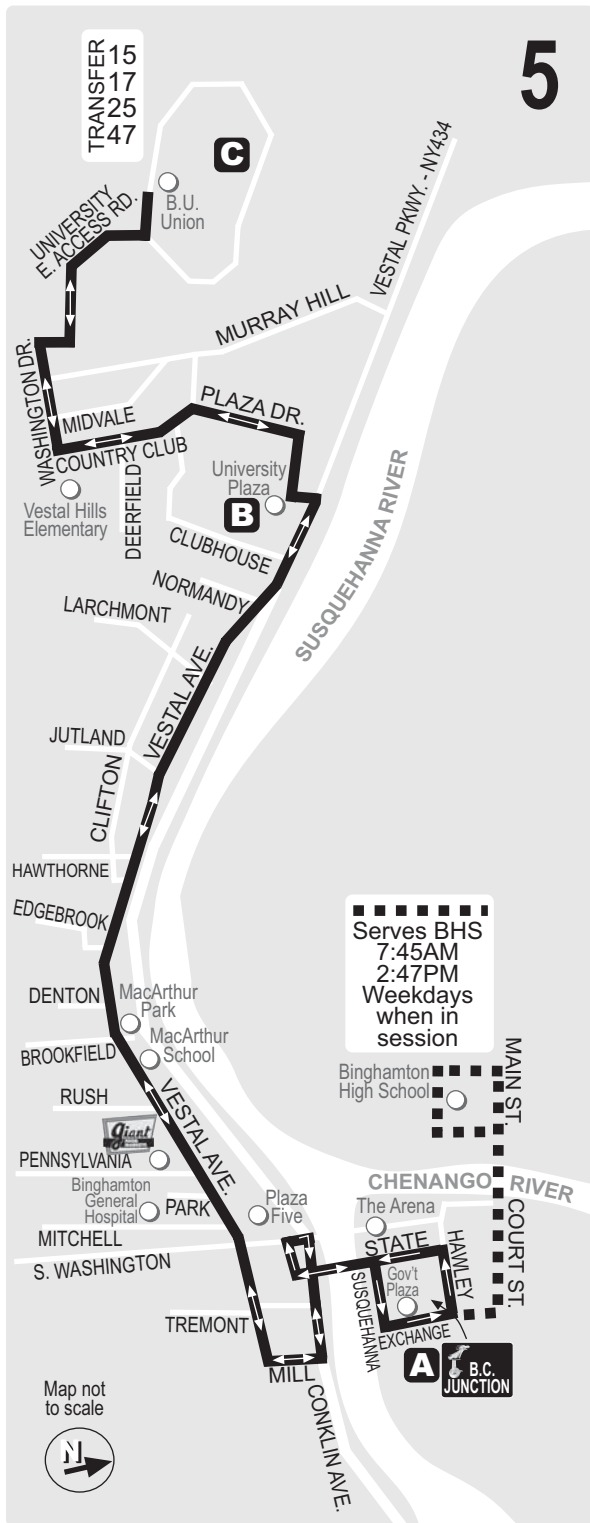 5
TRANSFER
15
17
25
47
C
B.U.
Union
UNIVERSITY
E. ACCESS RD.
VESTAL PKWY. - NY434
MURRAY HILL
WASHINGTON DR.
MIDVALE
PLAZA DR.
COUNTRY CLUB
Vestal Hills
Elementary
DEERFIELD
University
Plaza
B
CLUBHOUSE
NORMANDY
SUSQUEHANNA RIVER
LARCHMONT
VESTAL AVE.
JUTLAND
CLIFTON
HAWTHORNE
EDGEBROOK
Serves BHS
7:45AM
2:47PM
Weekdays
when in
session
DENTON
MacArthur
Park
MacArthur
School
BROOKFIELD
Binghamton
High School
MAIN ST.
RUSH
VESTAL AVE.
Giant
PENNSYLVANIA
Binghamton
General
Hospital
PARK
Plaza
Five
CHENANGO RIVER
The Arena
COURT ST.
MITCHELL
S. WASHINGTON
STATE
HAWLEY
Gov't
Plaza
SUSQUEHANNA
EXCHANGE
TREMONT
A
B.C.
JUNCTION
MILL
CONKLIN AVE.
Map not
to scale
N